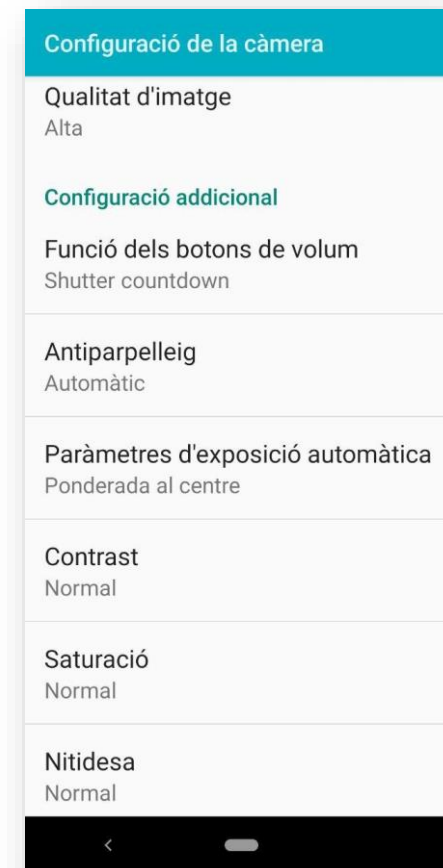 Configuració de la càmera
Qualitat d'imatge
Alta
Configuració addicional
Funció dels botons de volum
Shutter countdown
Antiparpelleig
Automàtic
Paràmetres d'exposició automàtica
Ponderada al centre
Contrast
Normal
Saturació
Normal
Nitidesa
Normal